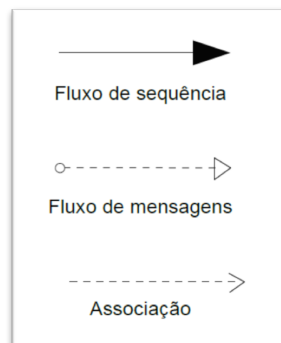 Fluxo de sequência
Fluxo de mensagens
Associação